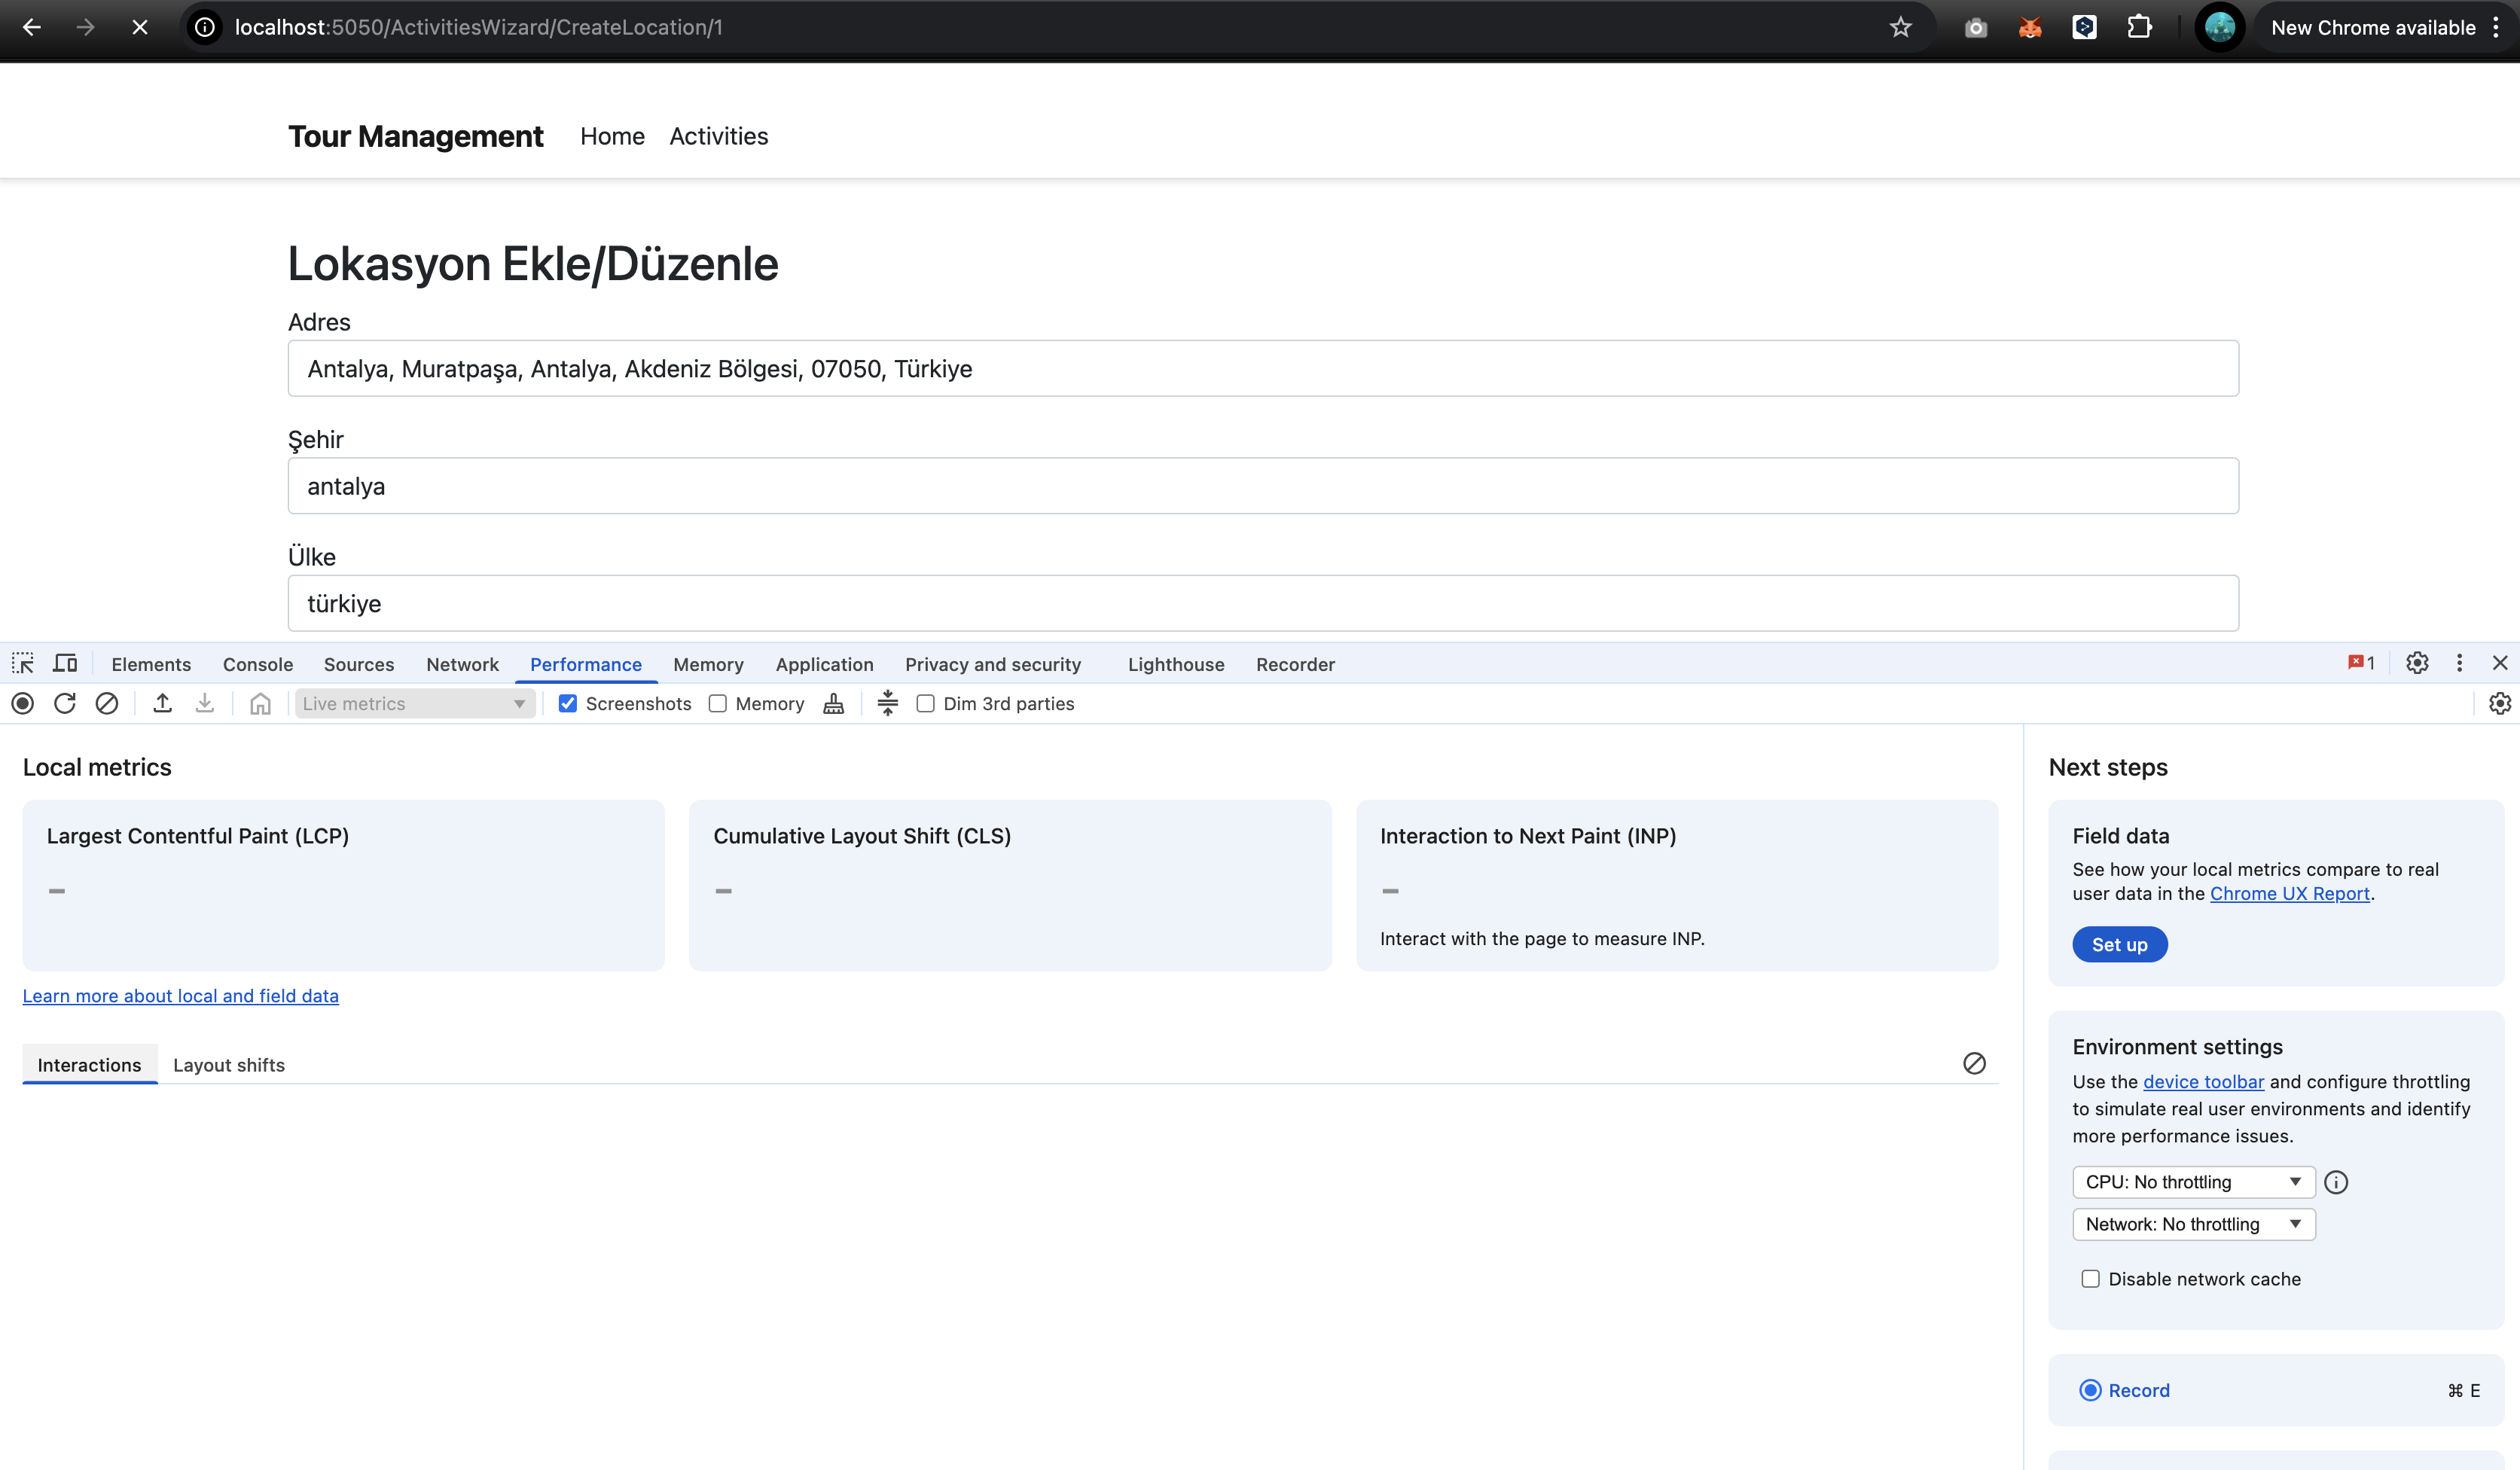 localhost:5050/ActivitiesWizard/CreateLocation/1
New Chrome available
Tour Management Home Activities
Lokasyon Ekle/Düzenle
Adres
Antalya, Muratpaşa, Antalya, Akdeniz Bölgesi, 07050, Türkiye
Şehir
antalya
Ülke
türkiye
Elements Console Sources Network Performance Memory Application Privacy and security Lighthouse Recorder 1
Live metrics Screenshots Memory Dim 3rd parties
Local metrics
Largest Contentful Paint (LCP)
–
Cumulative Layout Shift (CLS)
–
Interaction to Next Paint (INP)
–
Interact with the page to measure INP.
Learn more about local and field data
Interactions Layout shifts
Next steps
Field data
See how your local metrics compare to real
user data in the Chrome UX Report.
Set up
Environment settings
Use the device toolbar and configure throttling
to simulate real user environments and identify
more performance issues.
CPU: No throttling
Network: No throttling
Disable network cache
Record ⌘ E